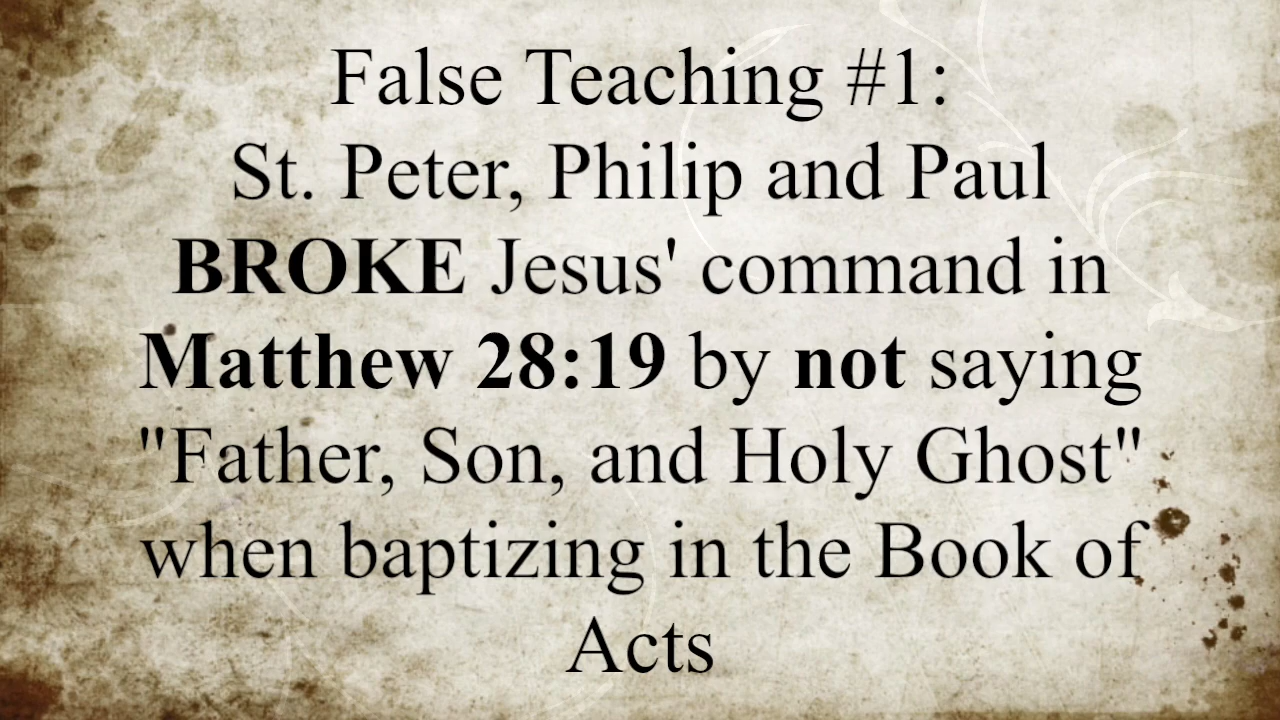 False Teaching #1:
St. Peter, Philip and Paul
BROKE Jesus' command in
Matthew 28:19 by not saying
"Father, Son, and Holy Ghost"
when baptizing in the Book of
Acts